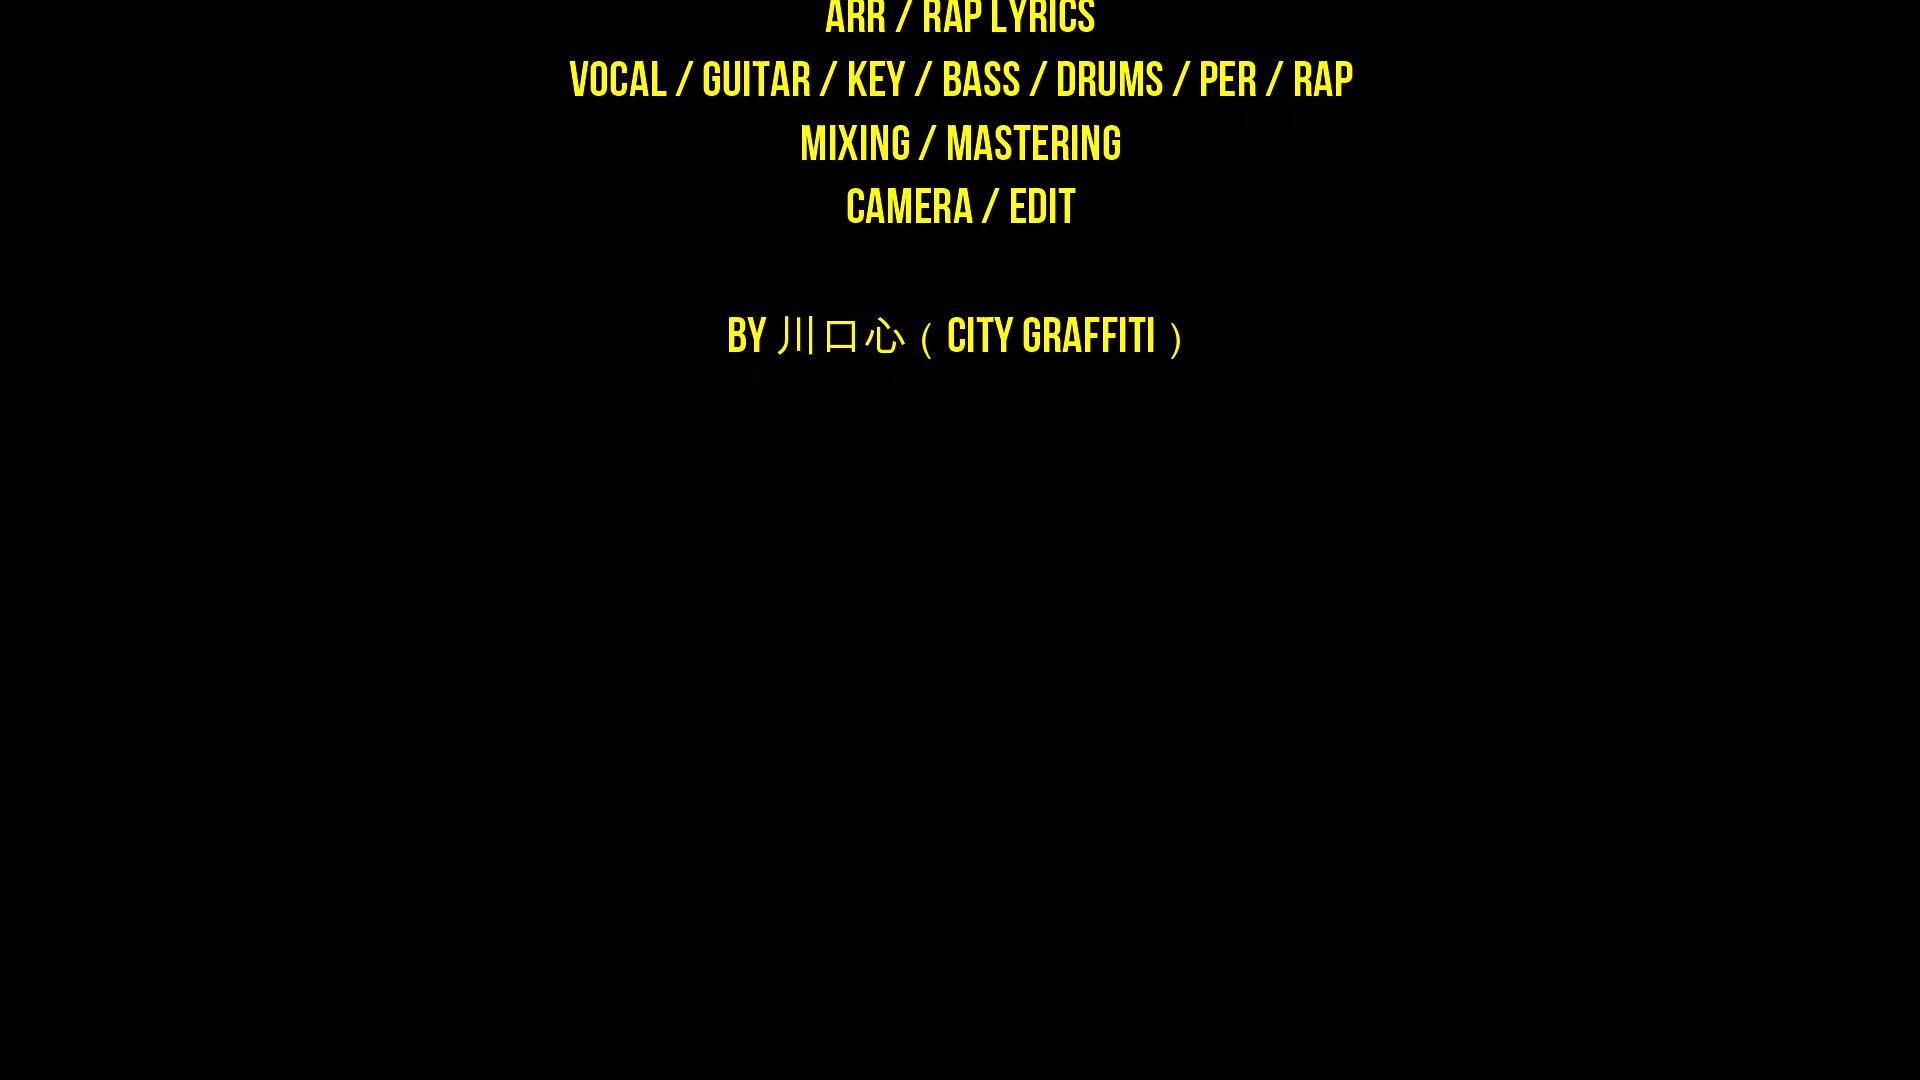 ARR / RAP LYRICS
VOCAL / GUITAR / KEY / BASS / DRUMS / PER / RAP
MIXING / MASTERING
CAMERA / EDIT
BY 川口心（ CITY GRAFFITI ）